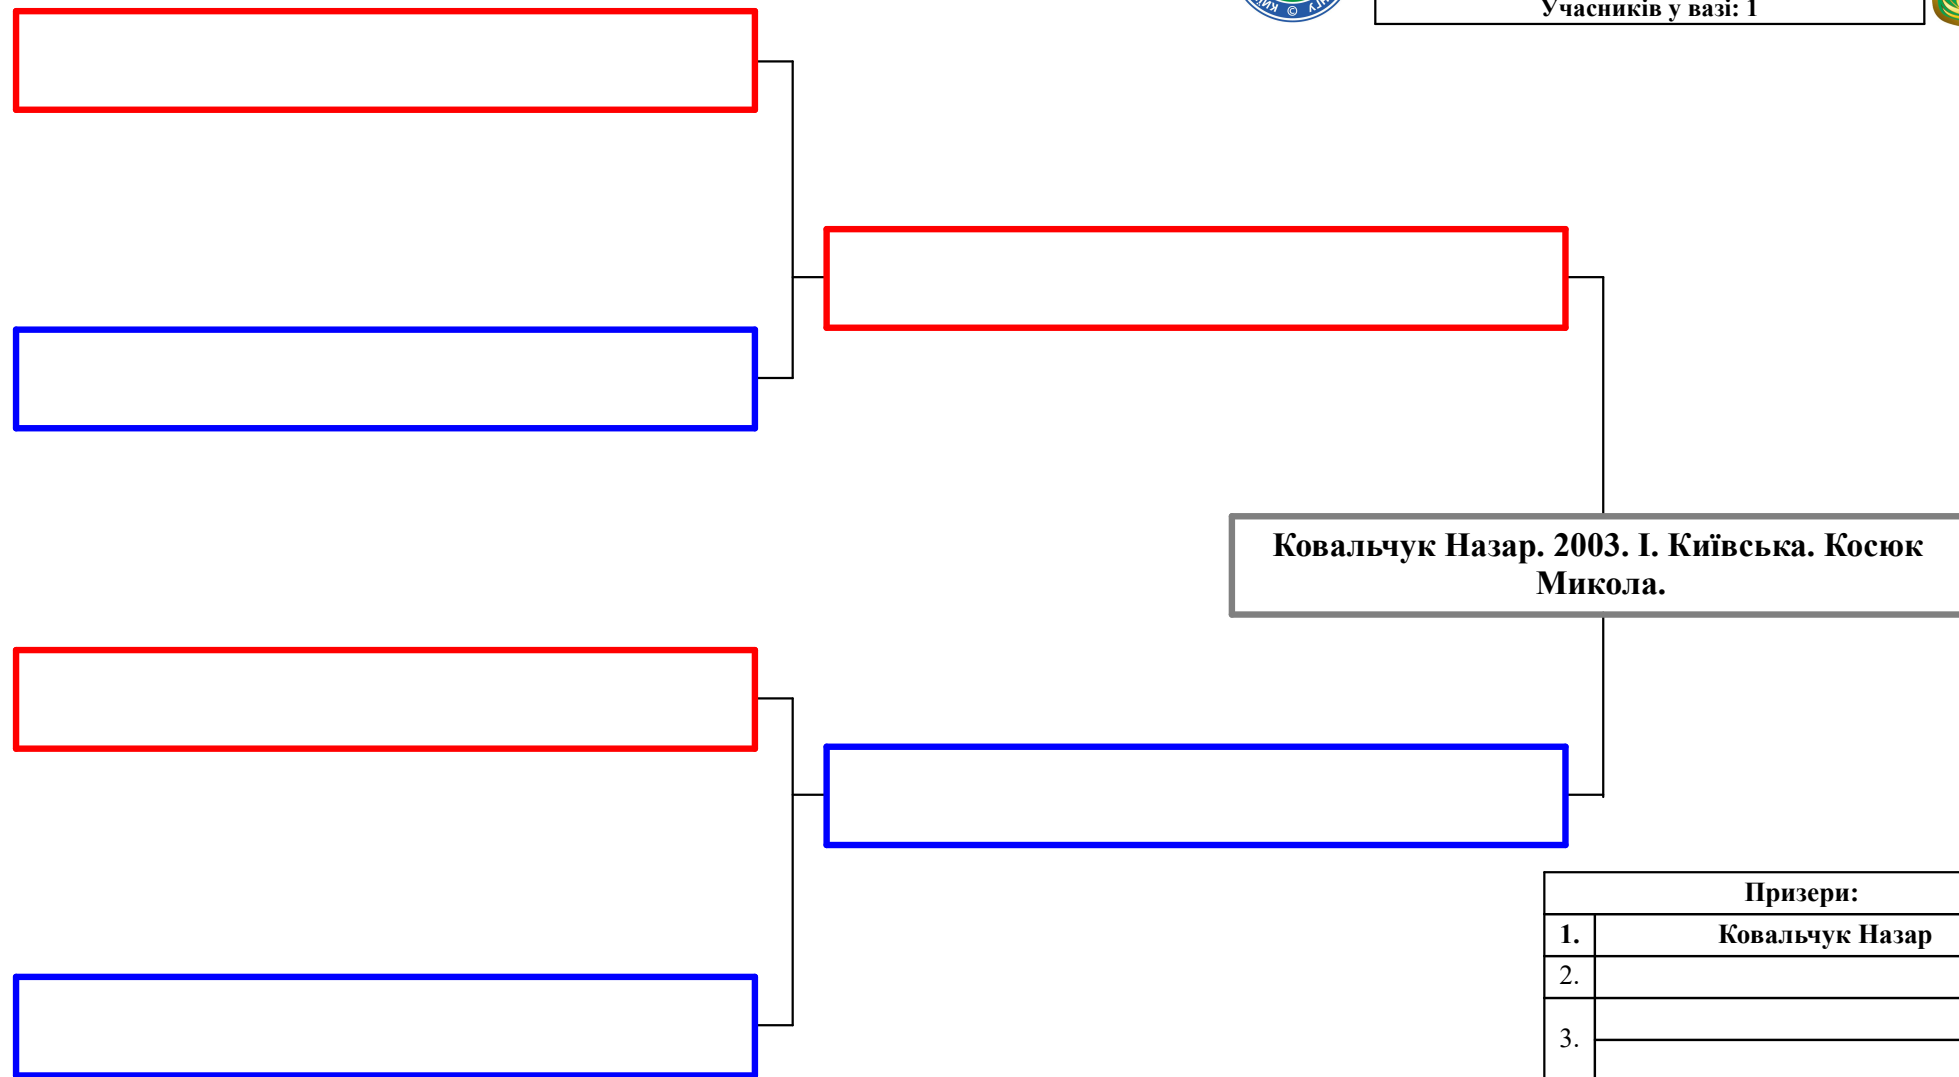 Учасників у вазі: 1
Ковальчук Назар. 2003. I. Київська. Косюк
Микола.
Призери:
1. Ковальчук Назар
2.
3.